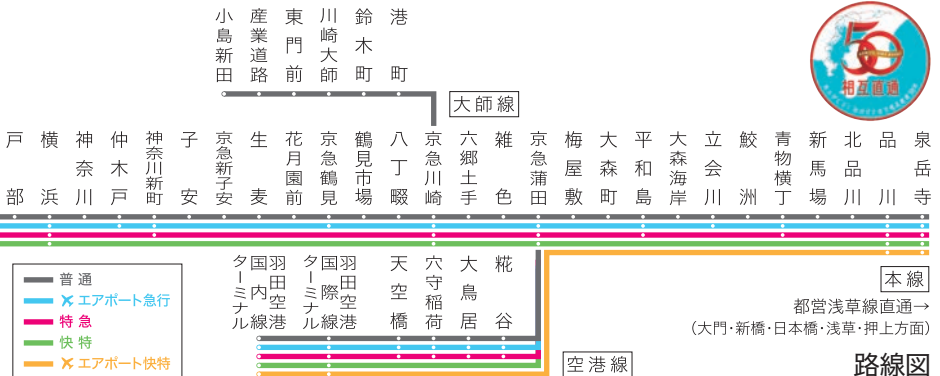 小島新田
産業道路
東門前
川崎大師
鈴木町
港町
大師線
50
相互直通
戸部
横浜
神奈川
仲木戸
神奈川新町
子安
京急新子安
生麦
花月園前
京急鶴見
鶴見市場
八丁畷
京急川崎
六郷土手
雑色
京急蒲田
梅屋敷
大森町
平和島
大森海岸
立会川
鮫洲
青物横丁
新馬場
北品川
品川
泉岳寺
羽田空港
国内線
ターミナル
羽田空港
国際線
ターミナル
天空橋
穴守稲荷
大鳥居
糀谷
空港線
本線
都営浅草線直通→
(大門・新橋・日本橋・浅草・押上方面)
路線図
普通
エアポート急行
特急
快特
エアポート快特